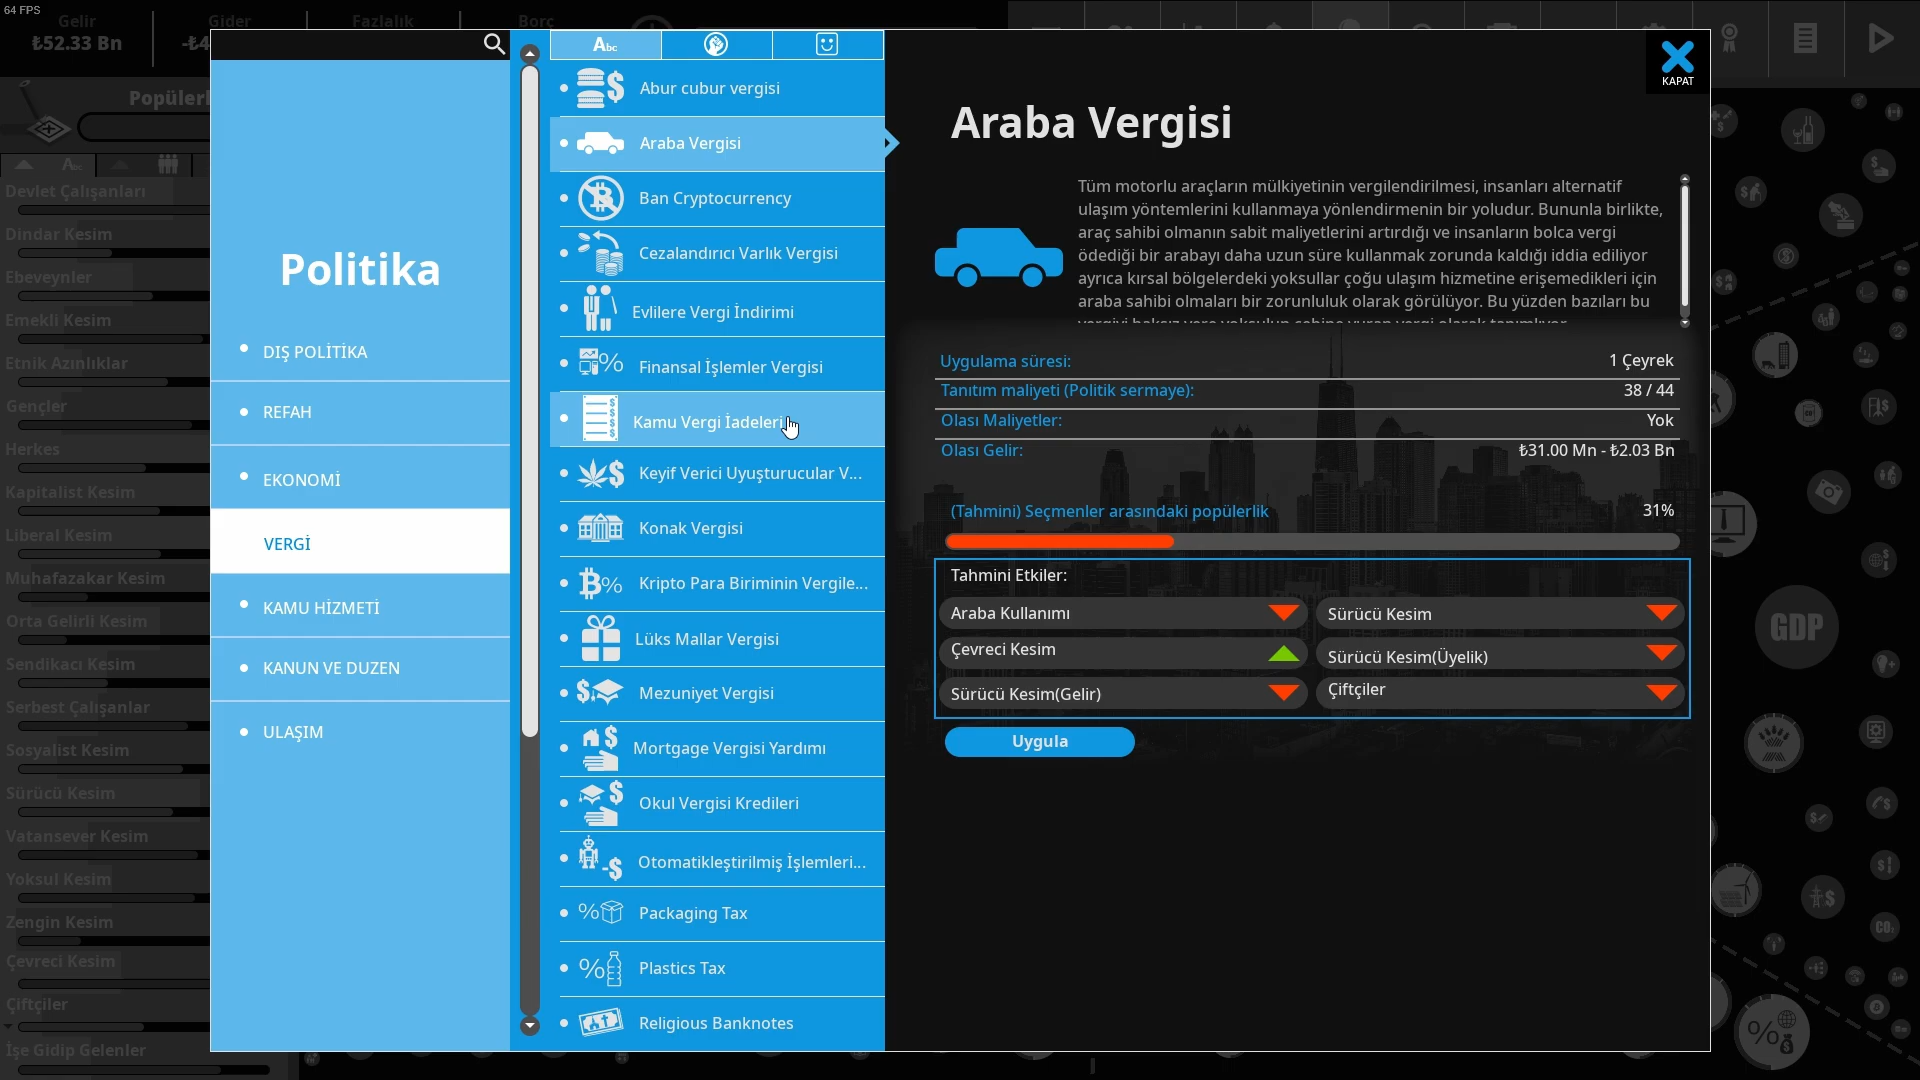 64 FPS
Gelir
Gider
Fazlalık
Borç
₺52.33 Bn
-₺4
Popülerl
Abc
Devlet Çalışanları
Dindar Kesim
Ebeveynler
Emekli Kesim
Etnik Azınlıklar
Gençler
Herkes
Kapitalist Kesim
Liberal Kesim
Muhafazakar Kesim
Orta Gelirli Kesim
Sendikacı Kesim
Serbest Çalışanlar
Sosyalist Kesim
Sürücü Kesim
Vatansever Kesim
Yoksul Kesim
Zengin Kesim
Çevreci Kesim
Çiftçiler
İşe Gidip Gelenler
Politika
DIŞ POLİTİKA
REFAH
EKONOMİ
VERGİ
KAMU HİZMETİ
KANUN VE DUZEN
ULAŞIM
Abc
Abur cubur vergisi
Araba Vergisi
Ban Cryptocurrency
Cezalandırıcı Varlık Vergisi
Evlilere Vergi İndirimi
Finansal İşlemler Vergisi
Kamu Vergi İadeleri
Keyif Verici Uyuşturucular V...
Konak Vergisi
Kripto Para Biriminin Vergile...
Lüks Mallar Vergisi
Mezuniyet Vergisi
Mortgage Vergisi Yardımı
Okul Vergisi Kredileri
Otomatikleştirilmiş İşlemleri...
Packaging Tax
Plastics Tax
Religious Banknotes
KAPAT
Araba Vergisi
Tüm motorlu araçların mülkiyetinin vergilendirilmesi, insanları alternatif
ulaşım yöntemlerini kullanmaya yönlendirmenin bir yoludur. Bununla birlikte,
araç sahibi olmanın sabit maliyetlerini artırdığı ve insanların bolca vergi
ödediği bir arabayı daha uzun süre kullanmak zorunda kaldığı iddia ediliyor
ayrıca kırsal bölgelerdeki yoksullar çoğu ulaşım hizmetine erişemedikleri için
araba sahibi olmaları bir zorunluluk olarak görülüyor. Bu yüzden bazıları bu
Uygulama süresi: 1 Çeyrek
Tanıtım maliyeti (Politik sermaye): 38 / 44
Olası Maliyetler: Yok
Olası Gelir: ₺31.00 Mn - ₺2.03 Bn
(Tahmini) Seçmenler arasındaki popülerlik 31%
Tahmini Etkiler:
Araba Kullanımı
Sürücü Kesim
Çevreci Kesim
Sürücü Kesim(Üyelik)
Sürücü Kesim(Gelir)
Çiftçiler
Uygula
GDP
CO₂